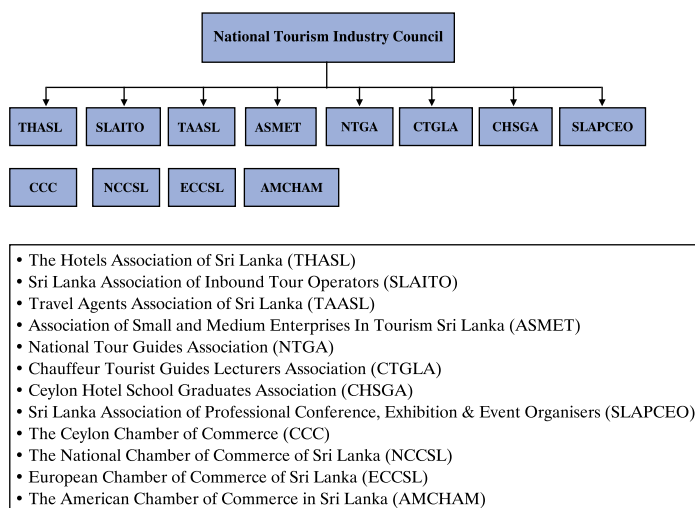 National Tourism Industry Council
THASL SLAITO TAASL ASMET NTGA CTGLA CHSGA SLAPCEO
CCC NCCSL ECCSL AMCHAM
• The Hotels Association of Sri Lanka (THASL)
• Sri Lanka Association of Inbound Tour Operators (SLAITO)
• Travel Agents Association of Sri Lanka (TAASL)
• Association of Small and Medium Enterprises In Tourism Sri Lanka (ASMET)
• National Tour Guides Association (NTGA)
• Chauffeur Tourist Guides Lecturers Association (CTGLA)
• Ceylon Hotel School Graduates Association (CHSGA)
• Sri Lanka Association of Professional Conference, Exhibition & Event Organisers (SLAPCEO)
• The Ceylon Chamber of Commerce (CCC)
• The National Chamber of Commerce of Sri Lanka (NCCSL)
• European Chamber of Commerce of Sri Lanka (ECCSL)
• The American Chamber of Commerce in Sri Lanka (AMCHAM)